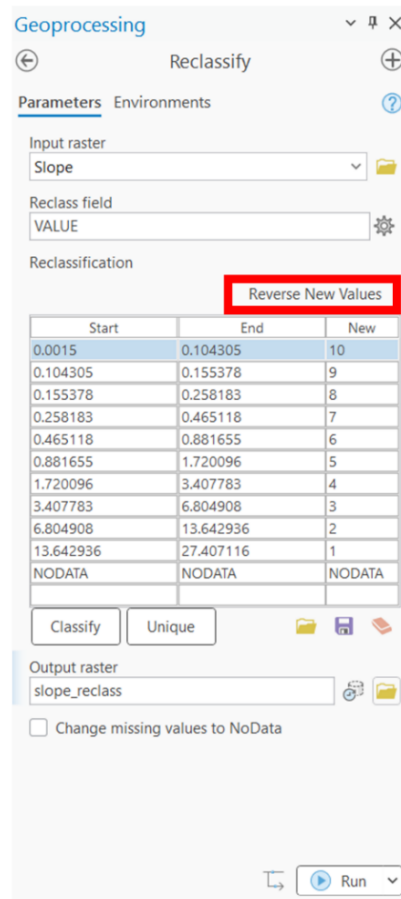 Geoprocessing
Reclassify
Parameters Environments
Input raster
Slope
Reclass field
VALUE
Reclassification
Reverse New Values
Start End New
0.0015 0.104305 10
0.104305 0.155378 9
0.155378 0.258183 8
0.258183 0.465118 7
0.465118 0.881655 6
0.881655 1.720096 5
1.720096 3.407783 4
3.407783 6.804908 3
6.804908 13.642936 2
13.642936 27.407116 1
NODATA NODATA NODATA
Classify Unique
Output raster
slope_reclass
Change missing values to NoData
Run